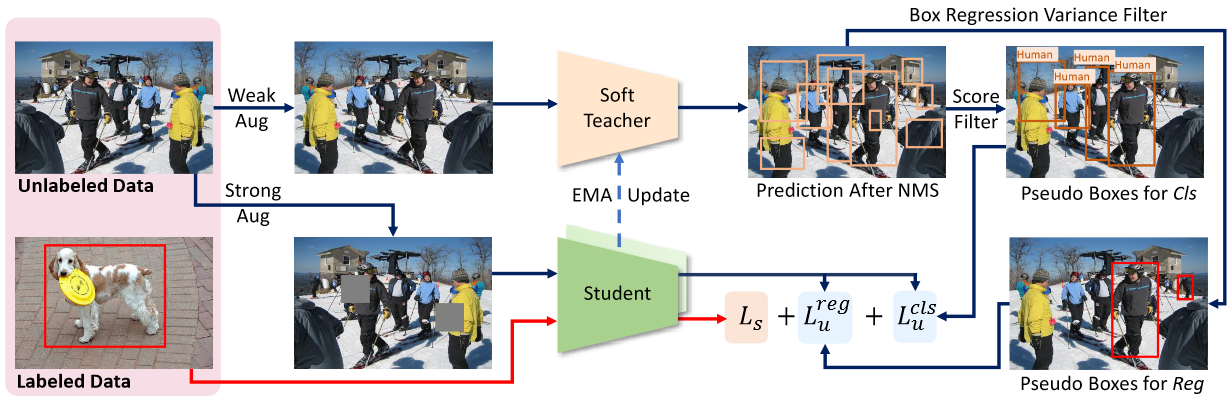 Box Regression Variance Filter
Weak
Aug
Soft
Teacher
Score
Filter
Human
Human
Human
Human
Unlabeled Data
Prediction After NMS
Pseudo Boxes for Cls
Strong
Aug
EMA Update
Student
L_s + L_u^{reg} + L_u^{cls}
Labeled Data
Pseudo Boxes for Reg